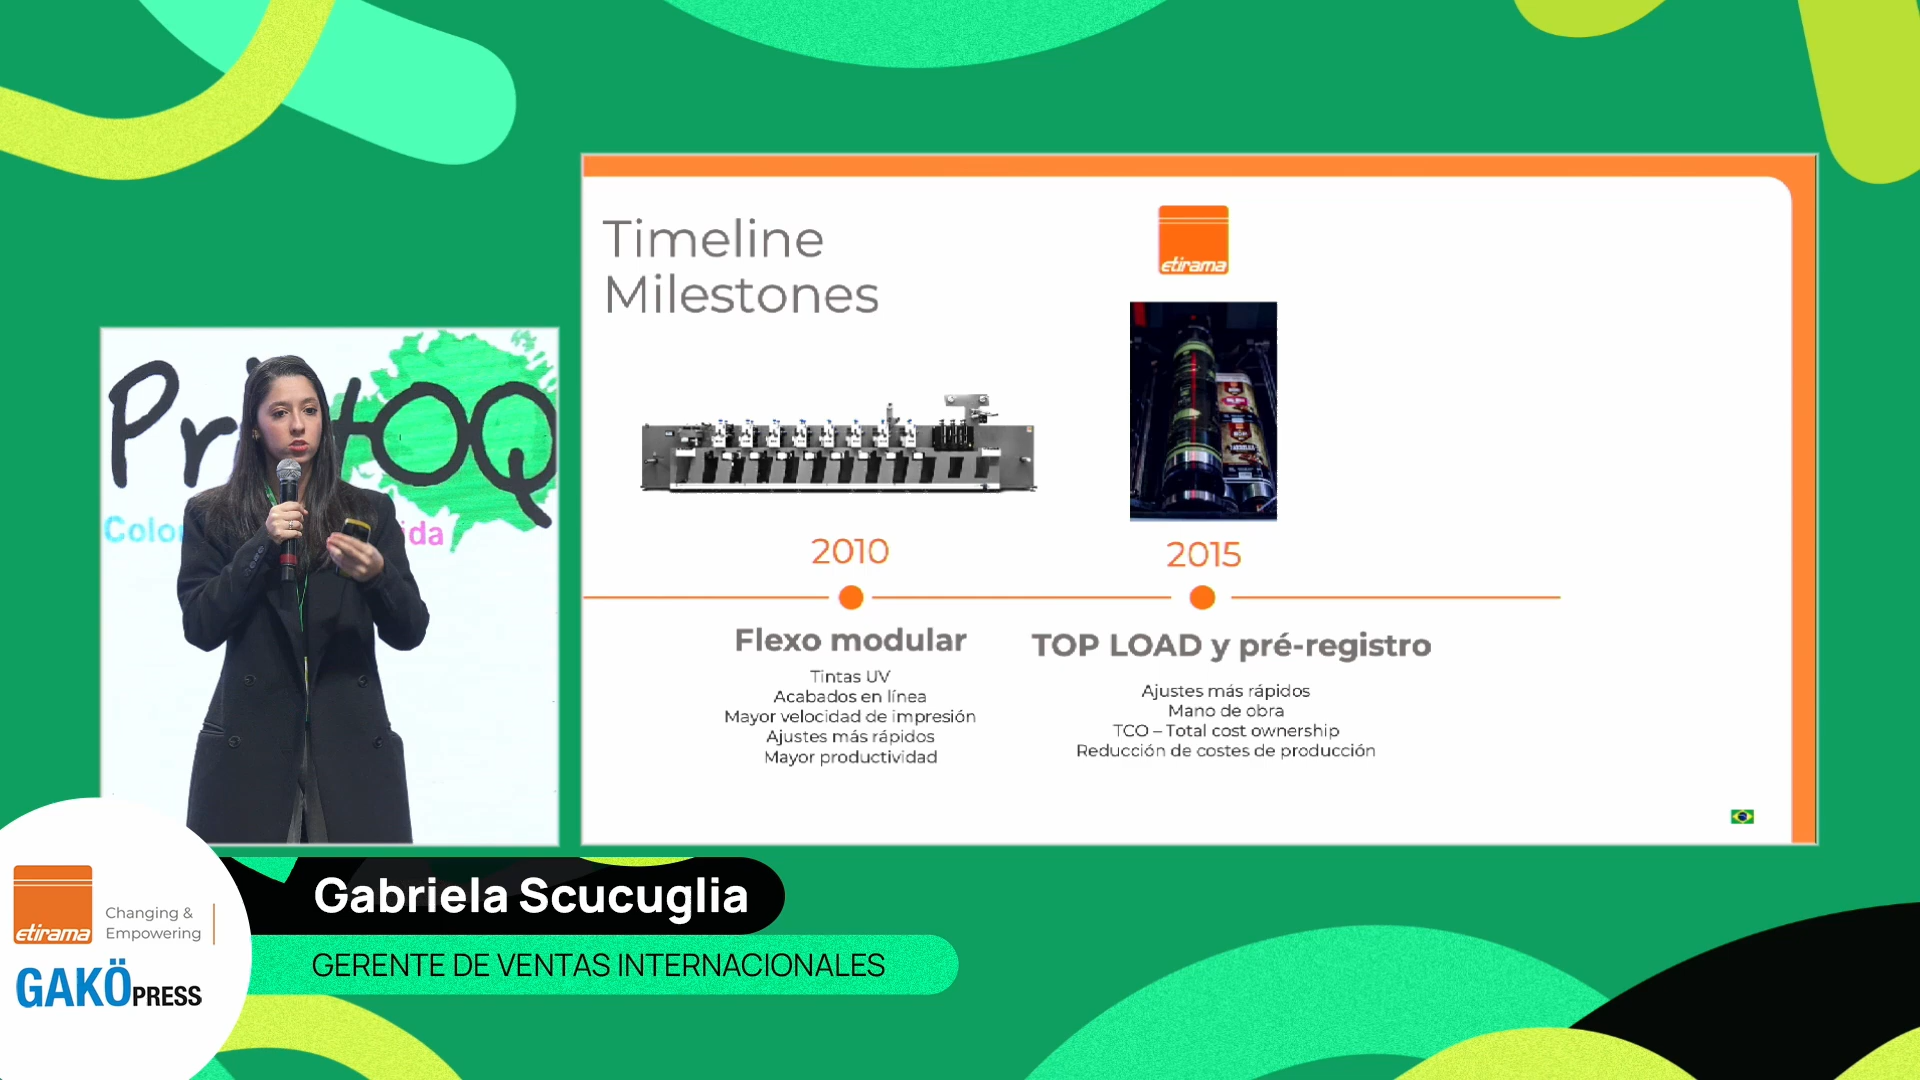 Timeline
Milestones
etirama
2010
2015
Flexo modular
Tintas UV
Acabados en línea
Mayor velocidad de impresión
Ajustes más rápidos
Mayor productividad
TOP LOAD y pré-registro
Ajustes más rápidos
Mano de obra
TCO – Total cost ownership
Reducción de costes de producción
Gabriela Scucuglia
GERENTE DE VENTAS INTERNACIONALES
etirama
Changing &
Empowering
GAKÖPRESS